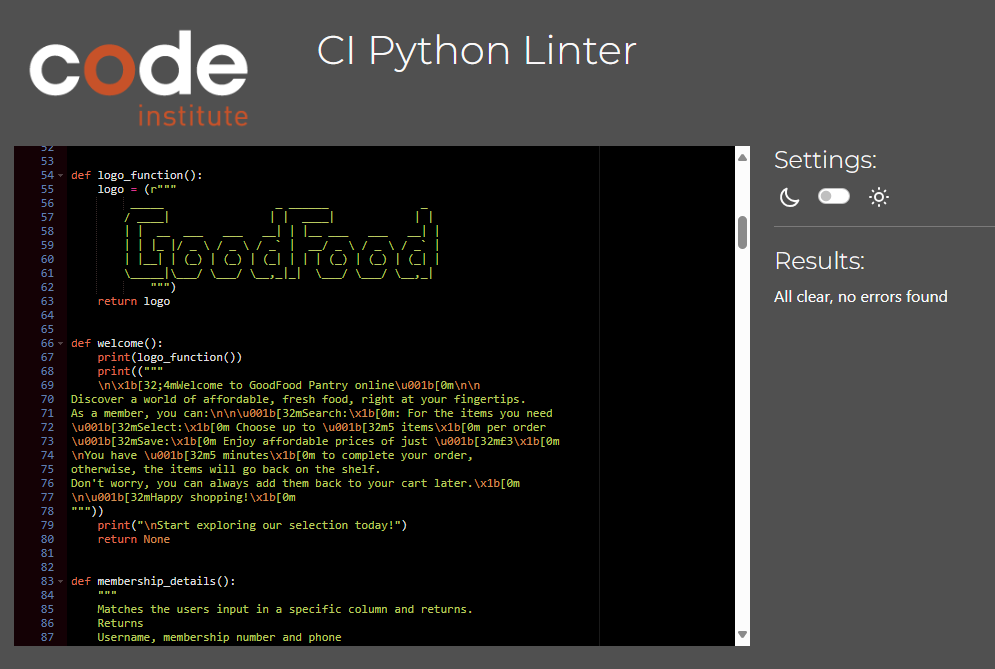 code
institute
CI Python Linter
52
53
54 def logo_function():
55     logo = (r"""
56          _____                 _ ______              _
57         / ____|               | |  ____|            | |
58         | |  __  ___   ___   __| | |__ ___   ___   __| |
59         | | |_ |/ _ \ / _ \ / _` |  __/ _ \ / _ \ / _` |
60         | |__| | (_) | (_) | (_| | | | (_) | (_) | (_| |
61         \_____|\___/ \___/ \__,_|_|  \___/ \___/ \__,_|
62             """)
63     return logo
64
65
66 def welcome():
67     print(logo_function())
68     print(("""
69     \n\x1b[32;4mWelcome to GoodFood Pantry online\u001b[0m\n\n
70 Discover a world of affordable, fresh food, right at your fingertips.
71 As a member, you can:\n\n\u001b[32mSearch:\x1b[0m: For the items you need
72 \u001b[32mSelect:\x1b[0m Choose up to \u001b[32m5 items\x1b[0m per order
73 \u001b[32mSave:\x1b[0m Enjoy affordable prices of just \u001b[32m£3\x1b[0m
74 \nYou have \u001b[32m5 minutes\x1b[0m to complete your order,
75 otherwise, the items will go back on the shelf.
76 Don't worry, you can always add them back to your cart later.\x1b[0m
77 \n\u001b[32mHappy shopping!\x1b[0m
78 """))
79     print("\nStart exploring our selection today!")
80     return None
81
82
83 def membership_details():
84     """
85     Matches the users input in a specific column and returns.
86     Returns
87     Username, membership number and phone
Settings:
Results:
All clear, no errors found